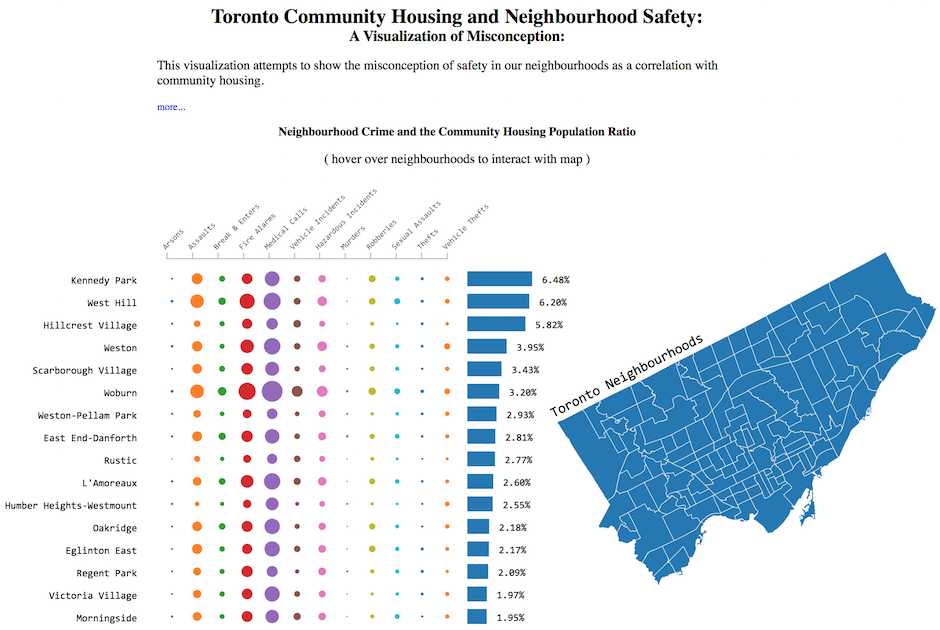 Toronto Community Housing and Neighbourhood Safety:
A Visualization of Misconception:
This visualization attempts to show the misconception of safety in our neighbourhoods as a correlation with
community housing.
more...
Neighbourhood Crime and the Community Housing Population Ratio
( hover over neighbourhoods to interact with map )
Arsons
Assaults
Break & Enters
Fire Alarms
Medical Calls
Vehicle Incidents
Hazardous Incidents
Murders
Robberies
Sexual Assaults
Thefts
Vehicle Thefts
Kennedy Park 6.48%
West Hill 6.20%
Hillcrest Village 5.82%
Weston 3.95%
Scarborough Village 3.43%
Woburn 3.20%
Weston-Pellam Park 2.93%
East End-Danforth 2.81%
Rustic 2.77%
L'Amoreaux 2.60%
Humber Heights-Westmount 2.55%
Oakridge 2.18%
Eglinton East 2.17%
Regent Park 2.09%
Victoria Village 1.97%
Morningside 1.95%
Toronto Neighbourhoods